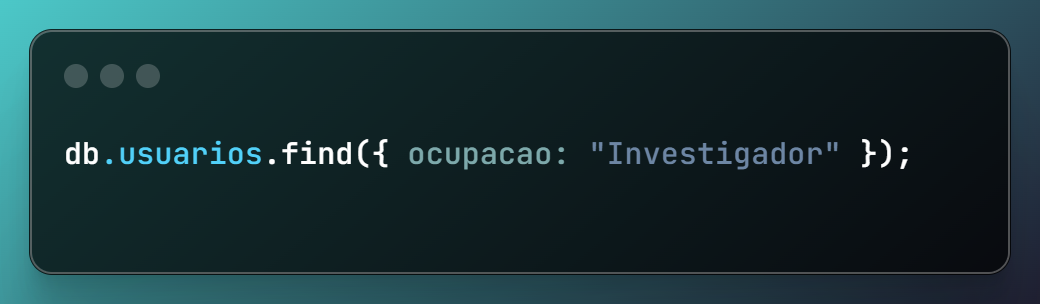 db.usuarios.find({ ocupacao: "Investigador" });